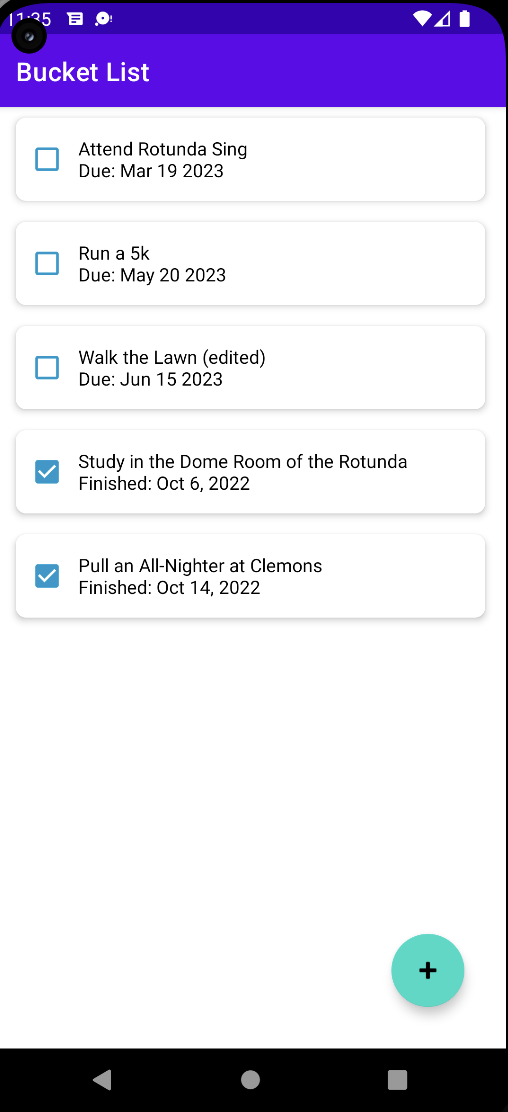 11:35
Bucket List
Attend Rotunda Sing
Due: Mar 19 2023
Run a 5k
Due: May 20 2023
Walk the Lawn (edited)
Due: Jun 15 2023
Study in the Dome Room of the Rotunda
Finished: Oct 6, 2022
Pull an All-Nighter at Clemons
Finished: Oct 14, 2022
+